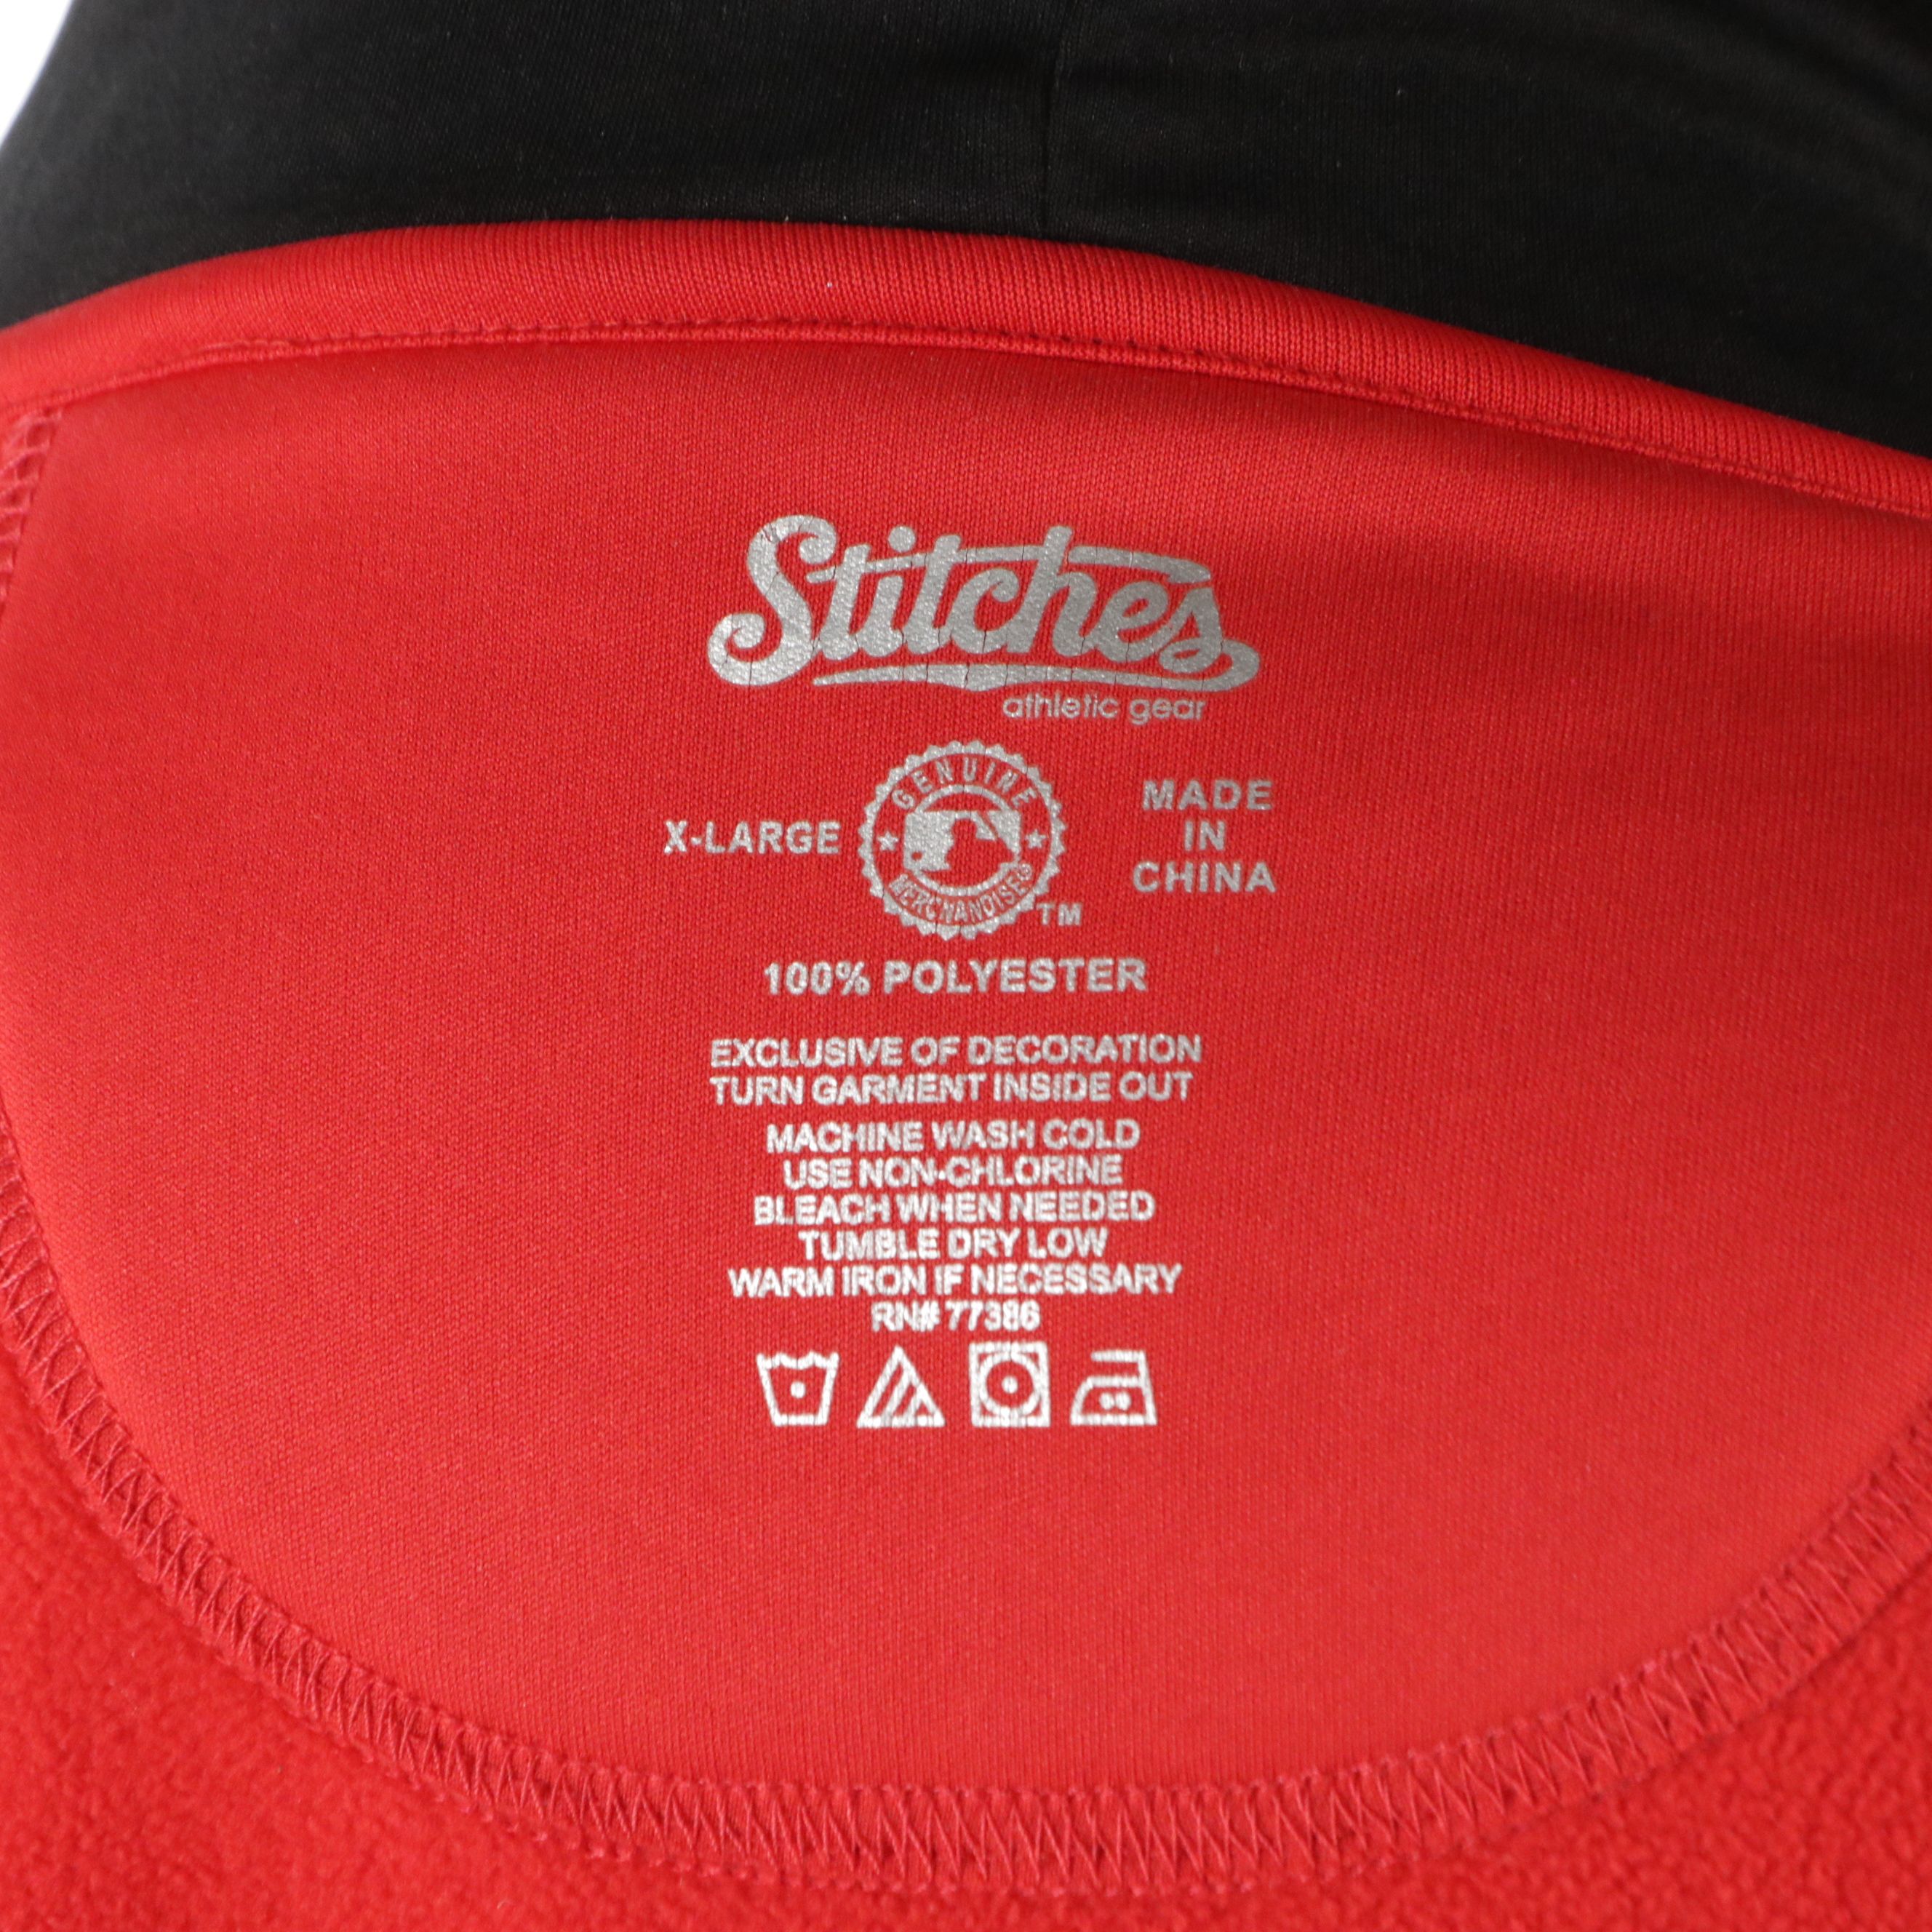 Stitches
athletic gear
X-LARGE
GENUINE
MERCHANDISE
TM
MADE
IN
CHINA
100% POLYESTER
EXCLUSIVE OF DECORATION
TURN GARMENT INSIDE OUT
MACHINE WASH COLD
USE NON-CHLORINE
BLEACH WHEN NEEDED
TUMBLE DRY LOW
WARM IRON IF NECESSARY
RN# 77386